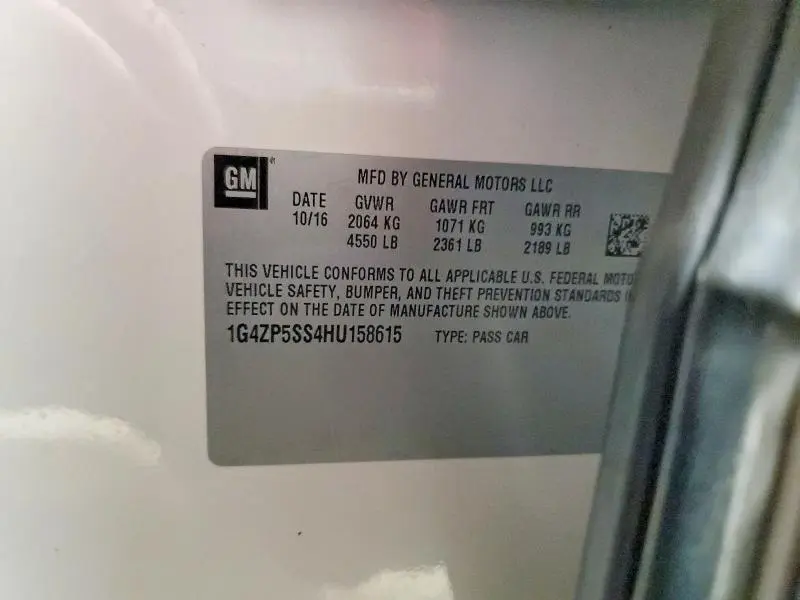 GM
MFD BY GENERAL MOTORS LLC
DATE GVWR GAWR FRT GAWR RR
10/16 2064 KG 1071 KG 993 KG
4550 LB 2361 LB 2189 LB
THIS VEHICLE CONFORMS TO ALL APPLICABLE U.S. FEDERAL
VEHICLE SAFETY, BUMPER, AND THEFT PREVENTION STANDARDS
EFFECT ON THE DATE OF MANUFACTURE SHOWN ABOVE.
1G4ZP5SS4HU158615 TYPE: PASS CAR